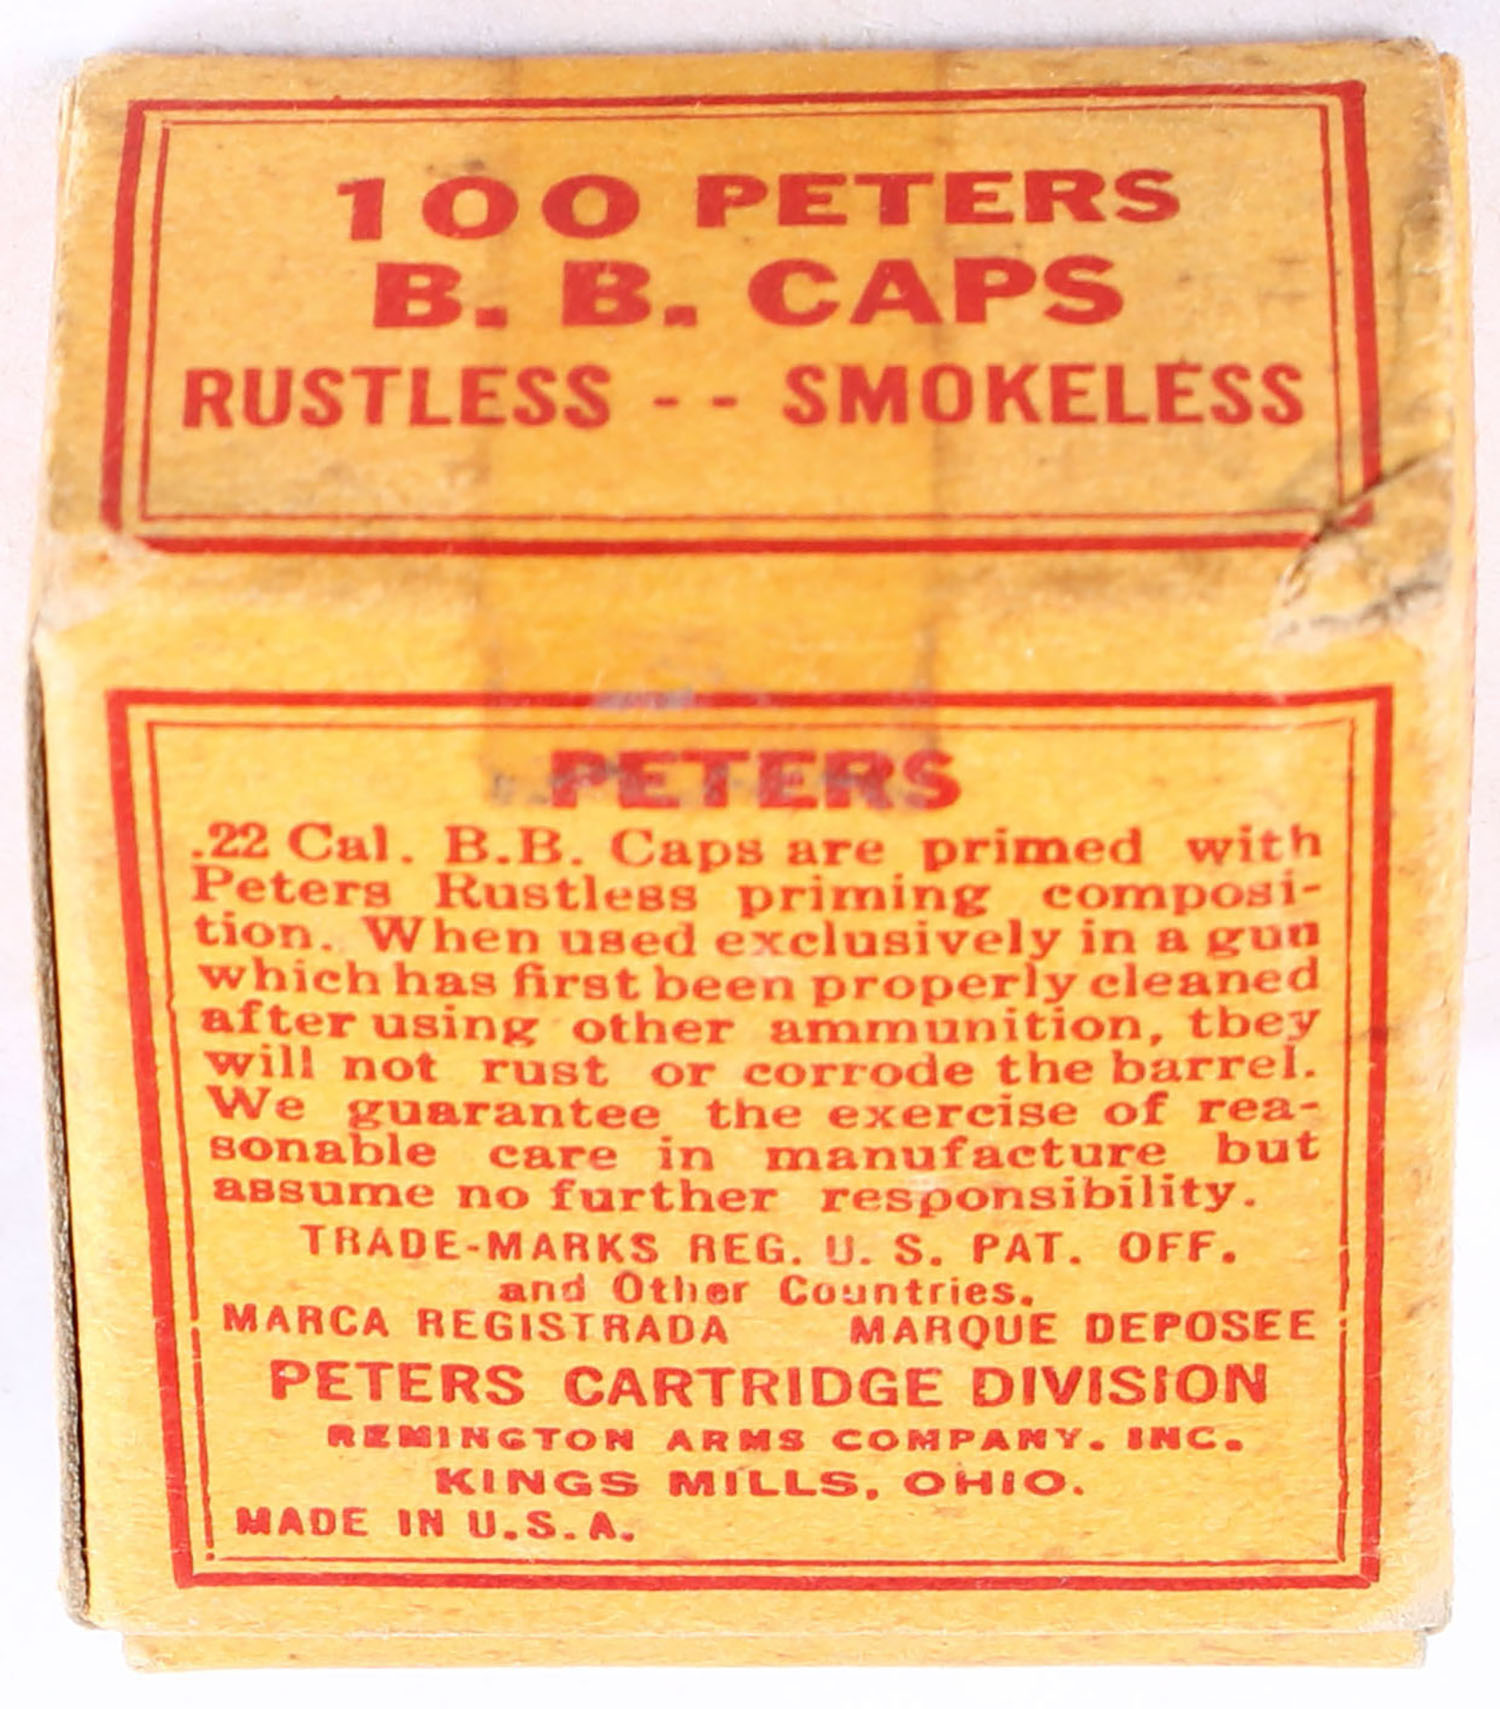 100 PETERS
B. B. CAPS
RUSTLESS -- SMOKELESS
PETERS
.22 Cal. B.B. Caps are primed with
Peters Rustless priming composi-
tion. When used exclusively in a gun
which has first been properly cleaned
after using other ammunition, tbey
will not rust or corrode the barrel.
We guarantee the exercise of rea-
sonable care in manufacture but
assume no further responsibility.
TRADE-MARKS REG. U. S. PAT. OFF.
and Other Countries.
MARCA REGISTRADA MARQUE DEPOSEE
PETERS CARTRIDGE DIVISION
REMINGTON ARMS COMPANY. INC.
KINGS MILLS, OHIO.
MADE IN U.S.A.